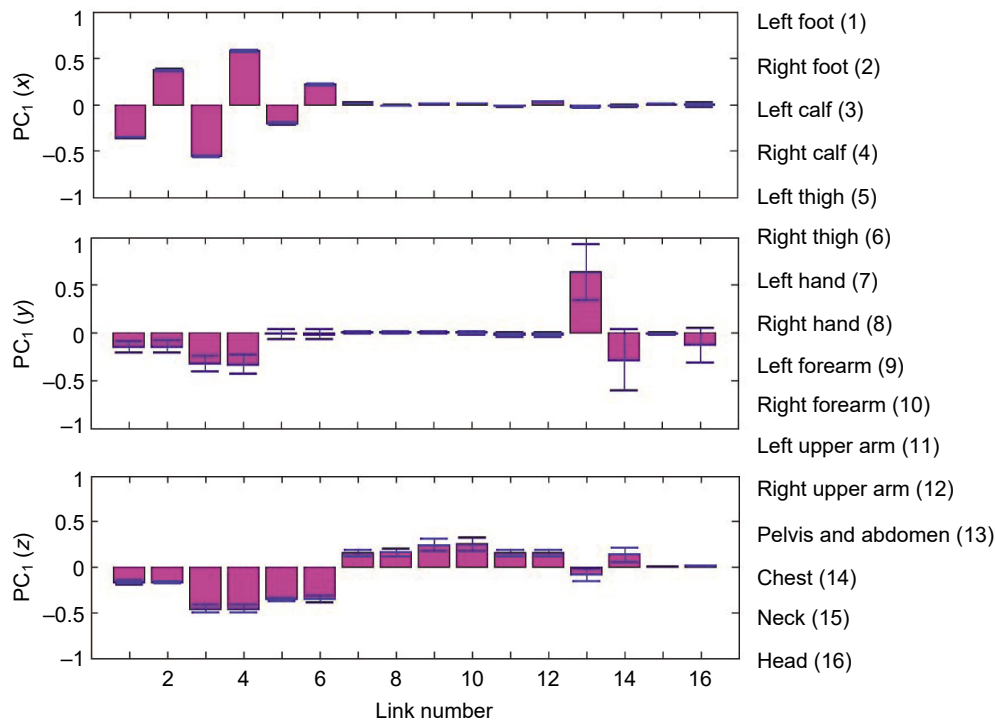 1
0.5
0
–0.5
–1
PC1 (x)
1
0.5
0
–0.5
–1
PC1 (y)
1
0.5
0
–0.5
–1
PC1 (z)
2 4 6 8 10 12 14 16
Link number
Left foot (1)
Right foot (2)
Left calf (3)
Right calf (4)
Left thigh (5)
Right thigh (6)
Left hand (7)
Right hand (8)
Left forearm (9)
Right forearm (10)
Left upper arm (11)
Right upper arm (12)
Pelvis and abdomen (13)
Chest (14)
Neck (15)
Head (16)